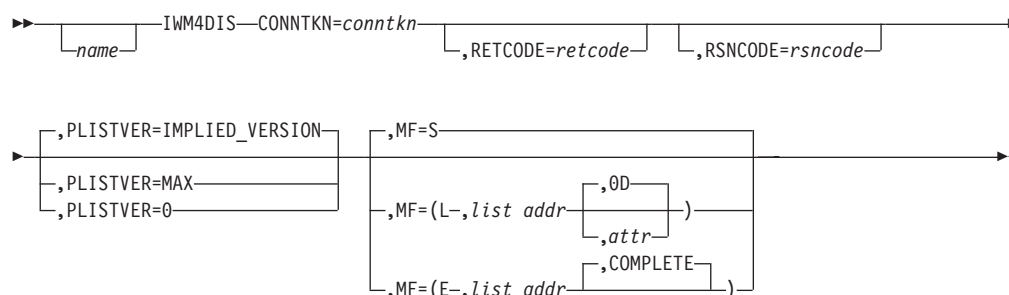 IWM4DIS CONNTKN=conntkn
name ,RETCODE=retcode ,RSNCODE=rsncode
,PLISTVER=IMPLIED_VERSION ,MF=S
,PLISTVER=MAX ,0D
,PLISTVER=0 ,MF=(L ,list addr )
,attr
,COMPLETE
,MF=(E ,list addr )